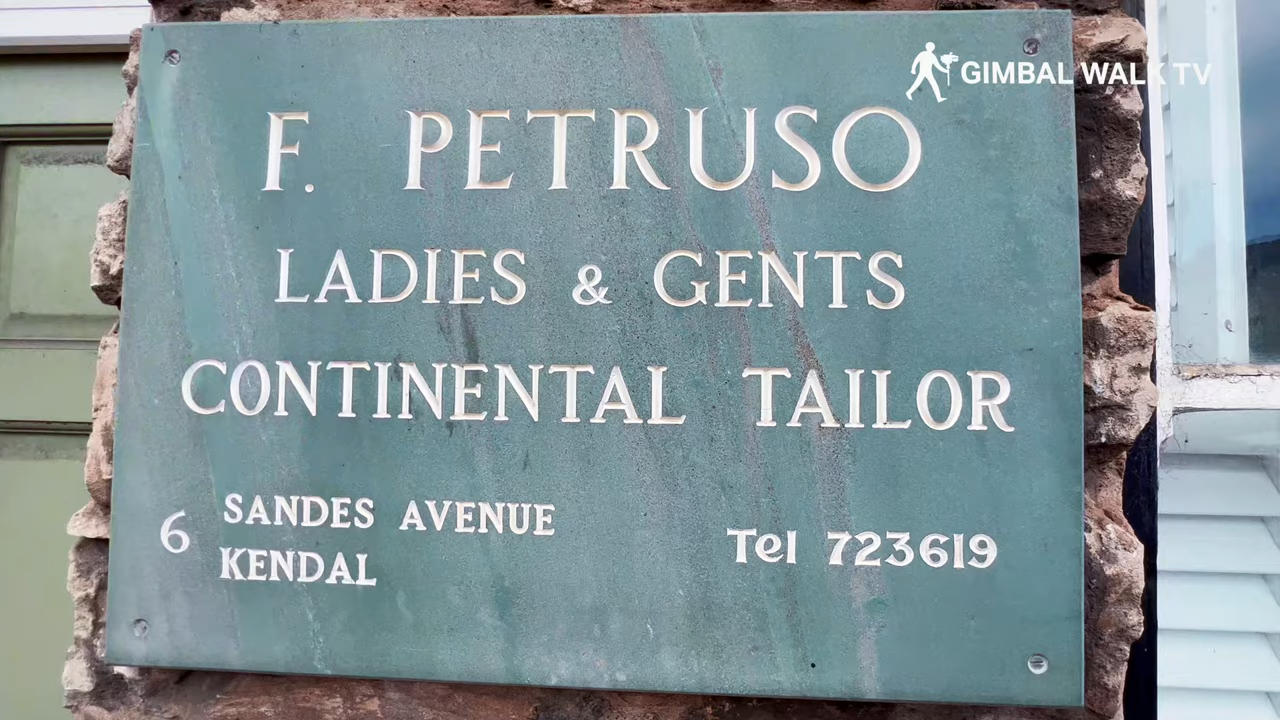 GIMBAL WALK TV
F. PETRUSO
LADIES & GENTS
CONTINENTAL TAILOR
6 SANDES AVENUE
KENDAL
Tel 723619